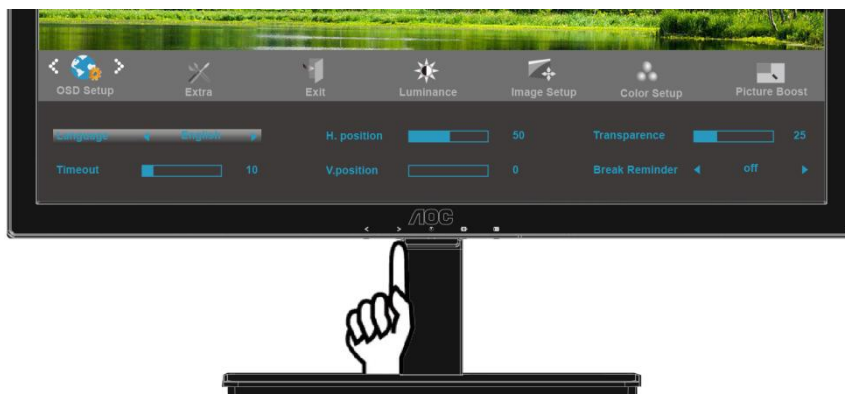 < >
OSD Setup Extra Exit Luminance Image Setup Color Setup Picture Boost
Language English H. position 50 Transparence 25
Timeout 10 V.position 0 Break Reminder off
AOC
< >